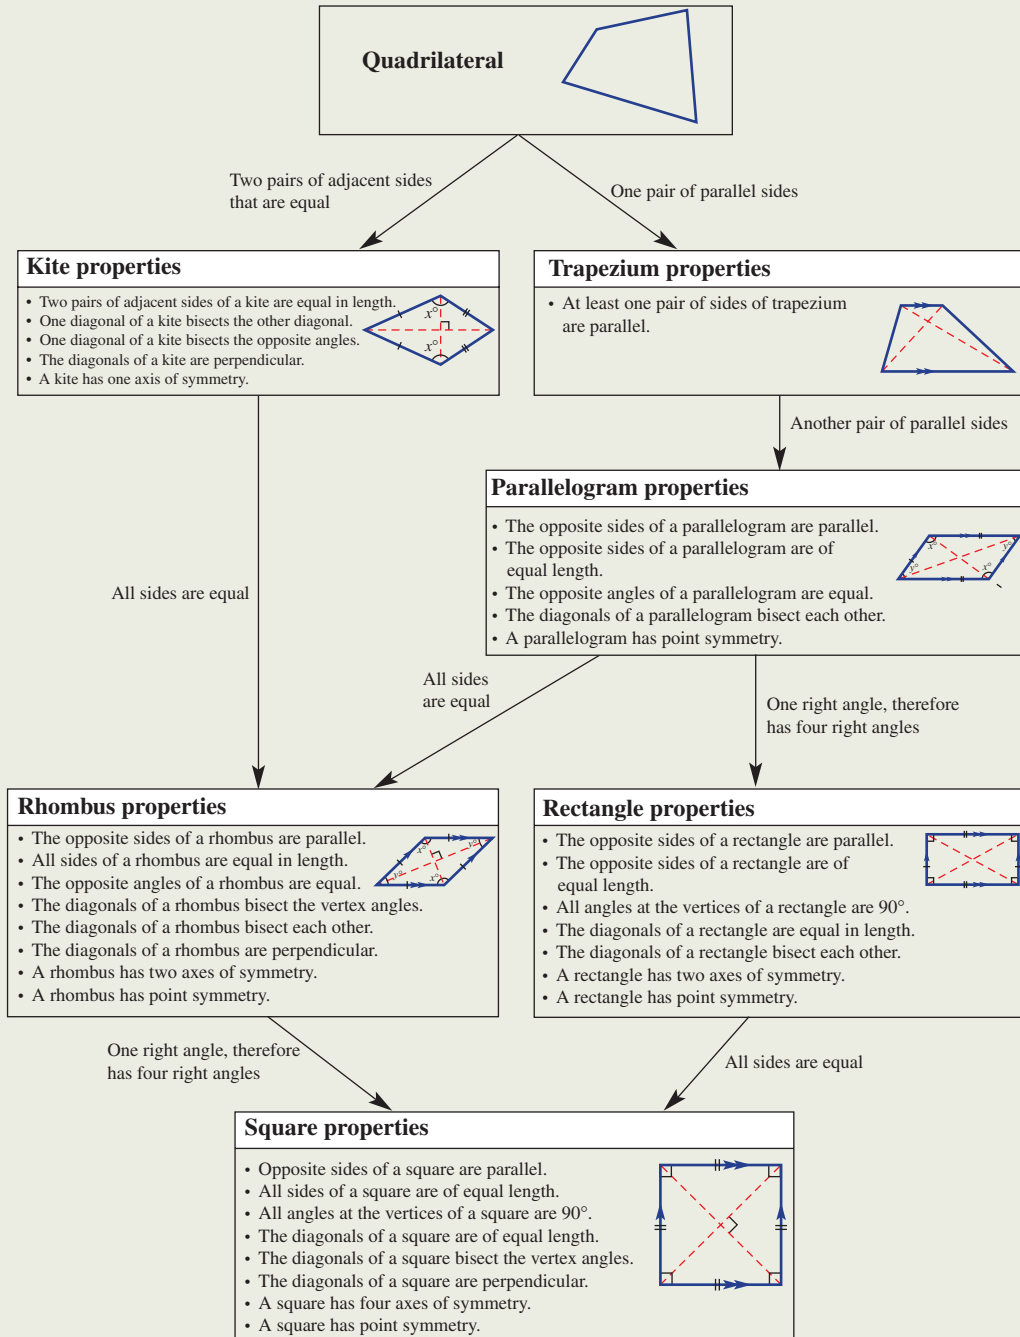 Quadrilateral
Two pairs of adjacent sides
that are equal
One pair of parallel sides
Kite properties
• Two pairs of adjacent sides of a kite are equal in length.
• One diagonal of a kite bisects the other diagonal.
• One diagonal of a kite bisects the opposite angles.
• The diagonals of a kite are perpendicular.
• A kite has one axis of symmetry.
x°
x°
Trapezium properties
• At least one pair of sides of trapezium
are parallel.
Another pair of parallel sides
Parallelogram properties
• The opposite sides of a parallelogram are parallel.
• The opposite sides of a parallelogram are of
equal length.
• The opposite angles of a parallelogram are equal.
• The diagonals of a parallelogram bisect each other.
• A parallelogram has point symmetry.
x°
y°
y°
x°
All sides are equal
All sides
are equal
One right angle, therefore
has four right angles
Rhombus properties
• The opposite sides of a rhombus are parallel.
• All sides of a rhombus are equal in length.
• The opposite angles of a rhombus are equal.
• The diagonals of a rhombus bisect the vertex angles.
• The diagonals of a rhombus bisect each other.
• The diagonals of a rhombus are perpendicular.
• A rhombus has two axes of symmetry.
• A rhombus has point symmetry.
x°
y°
y°
x°
Rectangle properties
• The opposite sides of a rectangle are parallel.
• The opposite sides of a rectangle are of
equal length.
• All angles at the vertices of a rectangle are 90°.
• The diagonals of a rectangle are equal in length.
• The diagonals of a rectangle bisect each other.
• A rectangle has two axes of symmetry.
• A rectangle has point symmetry.
One right angle, therefore
has four right angles
All sides are equal
Square properties
• Opposite sides of a square are parallel.
• All sides of a square are of equal length.
• All angles at the vertices of a square are 90°.
• The diagonals of a square are of equal length.
• The diagonals of a square bisect the vertex angles.
• The diagonals of a square are perpendicular.
• A square has four axes of symmetry.
• A square has point symmetry.